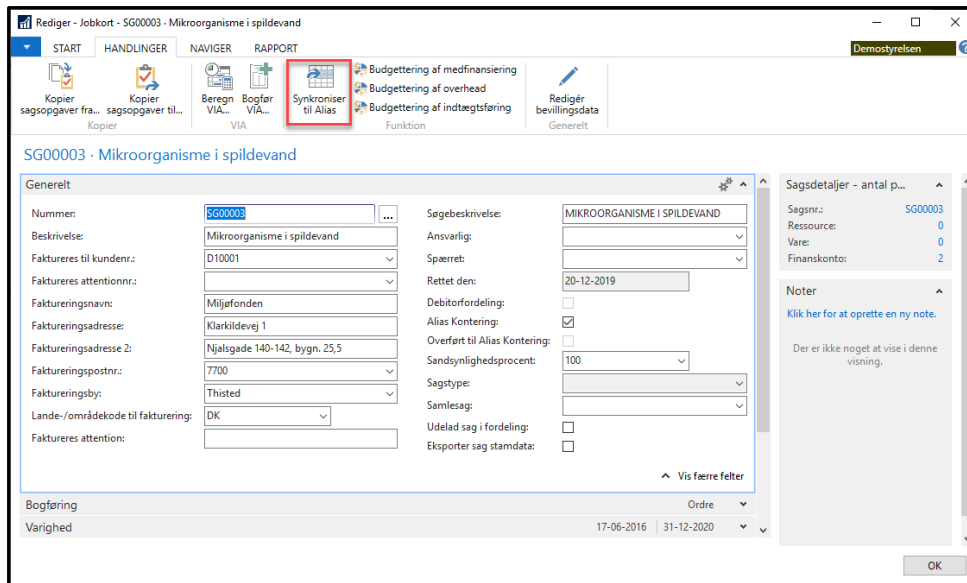 Rediger - Jobkort - SG00003 · Mikroorganisme i spildevand
START HANDLINGER NAVIGER RAPPORT
Demostyrelsen
Kopier sagsopgaver fra...
Kopier sagsopgaver til...
Kopier
Beregn VIA...
Bogfør VIA...
VIA
Synkroniser til Alias
Budgettering af medfinansiering
Budgettering af overhead
Budgettering af indtægtsføring
Funktion
Redigér bevillingsdata
Generelt
SG00003 · Mikroorganisme i spildevand
Generelt
Nummer: SG00003 ...
Beskrivelse: Mikroorganisme i spildevand
Faktureres til kundenr.: D10001
Faktureres attentionnr.:
Faktureringsnavn: Miljøfonden
Faktureringsadresse: Klarkildevej 1
Faktureringsadresse 2: Njalsgade 140-142, bygn. 25,5
Faktureringspostnr.: 7700
Faktureringsby: Thisted
Lande-/områdekode til fakturering: DK
Faktureres attention:
Søgebeskrivelse: MIKROORGANISME I SPILDEVAND
Ansvarlig:
Spærret:
Rettet den: 20-12-2019
Debitorfordeling:
Alias Kontering:
Overført til Alias Kontering:
Sandsynlighedsprocent: 100
Sagstype:
Samlesag:
Udelad sag i fordeling:
Eksporter sag stamdata:
Vis færre felter
Bogføring Ordre
Varighed 17-06-2016 31-12-2020
Sagsdetaljer - antal p...
Sagsnr.: SG00003
Ressource: 0
Vare: 0
Finanskonto: 2
Noter
Klik her for at oprette en ny note.
Der er ikke noget at vise i denne
visning.
OK